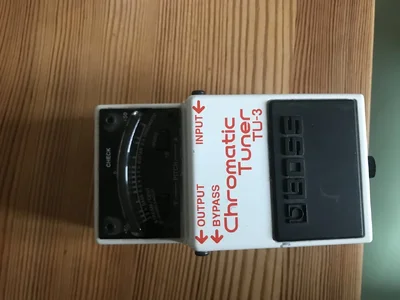 CHECK
INPUT
OUTPUT
BYPASS
Chromatic
Tuner
TU-3
BOSS